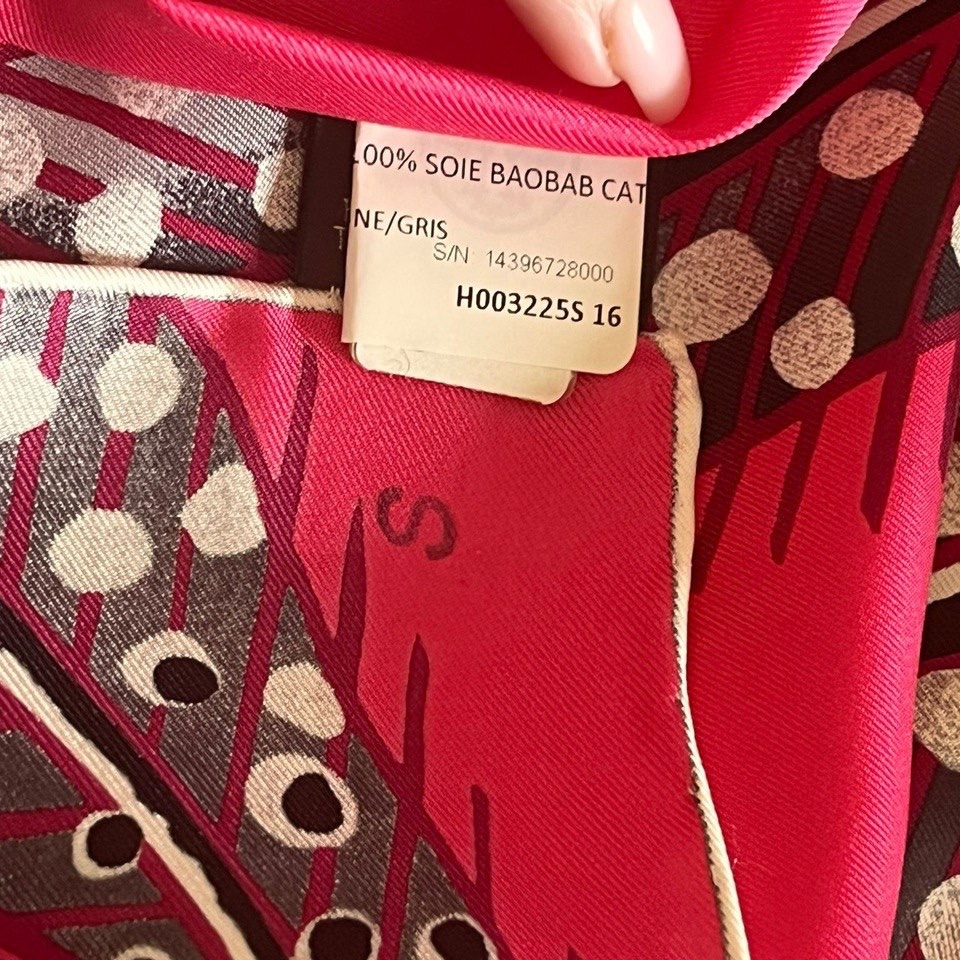 100% SOIE BAOBAB CAT
NE/GRIS
S/N 14396728000
H003225S 16
S